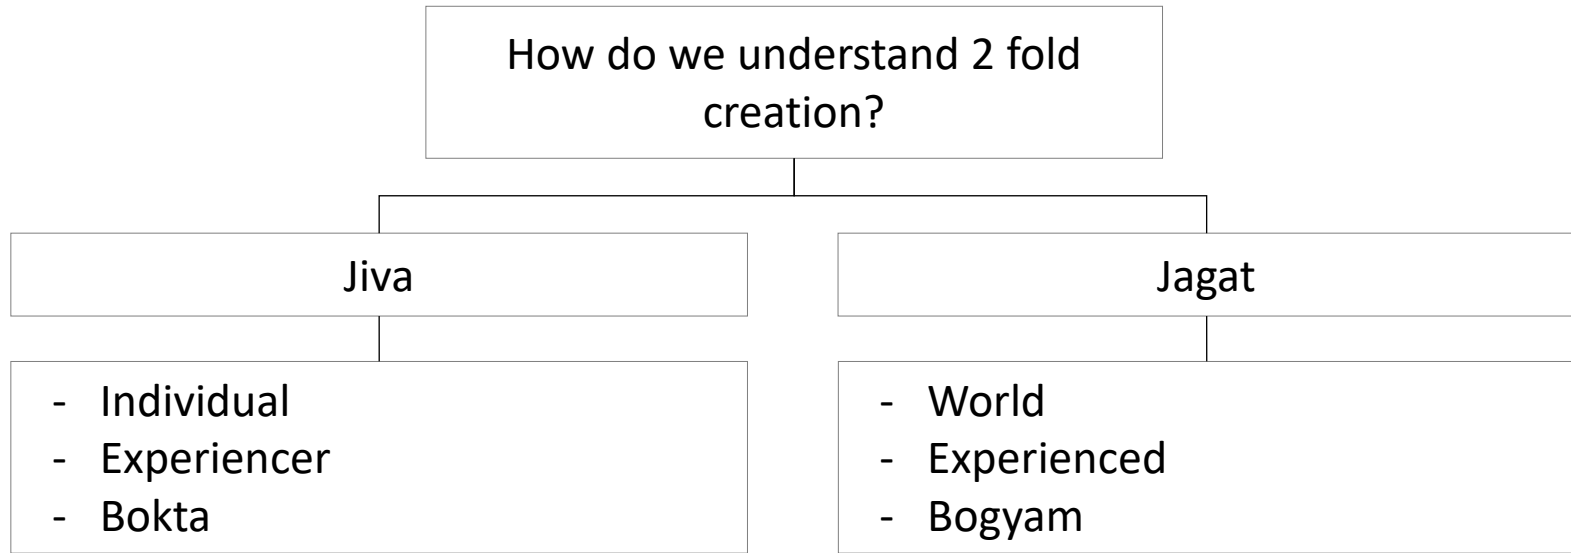 How do we understand 2 fold
creation?
Jiva
Jagat
- Individual
- Experiencer
- Bokta
- World
- Experienced
- Bogyam